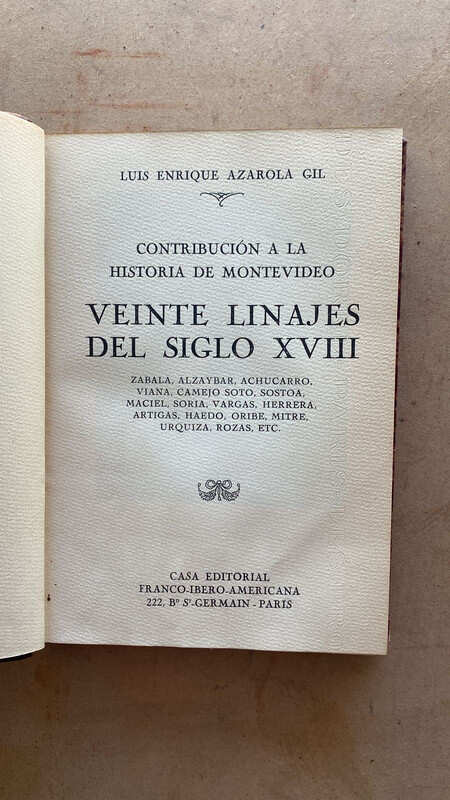 LUIS ENRIQUE AZAROLA GIL
CONTRIBUCIÓN A LA
HISTORIA DE MONTEVIDEO
VEINTE LINAJES
DEL SIGLO XVIII
ZABALA, ALZAYBAR, ACHUCARRO,
VIANA, CAMEJO SOTO, SOSTOA,
MACIEL, SORIA, VARGAS, HERRERA,
ARTIGAS, HAEDO, ORIBE, MITRE,
URQUIZA, ROZAS, ETC.
CASA EDITORIAL
FRANCO-IBERO-AMERICANA
222, Bᵈ Sᵗ-GERMAIN - PARIS